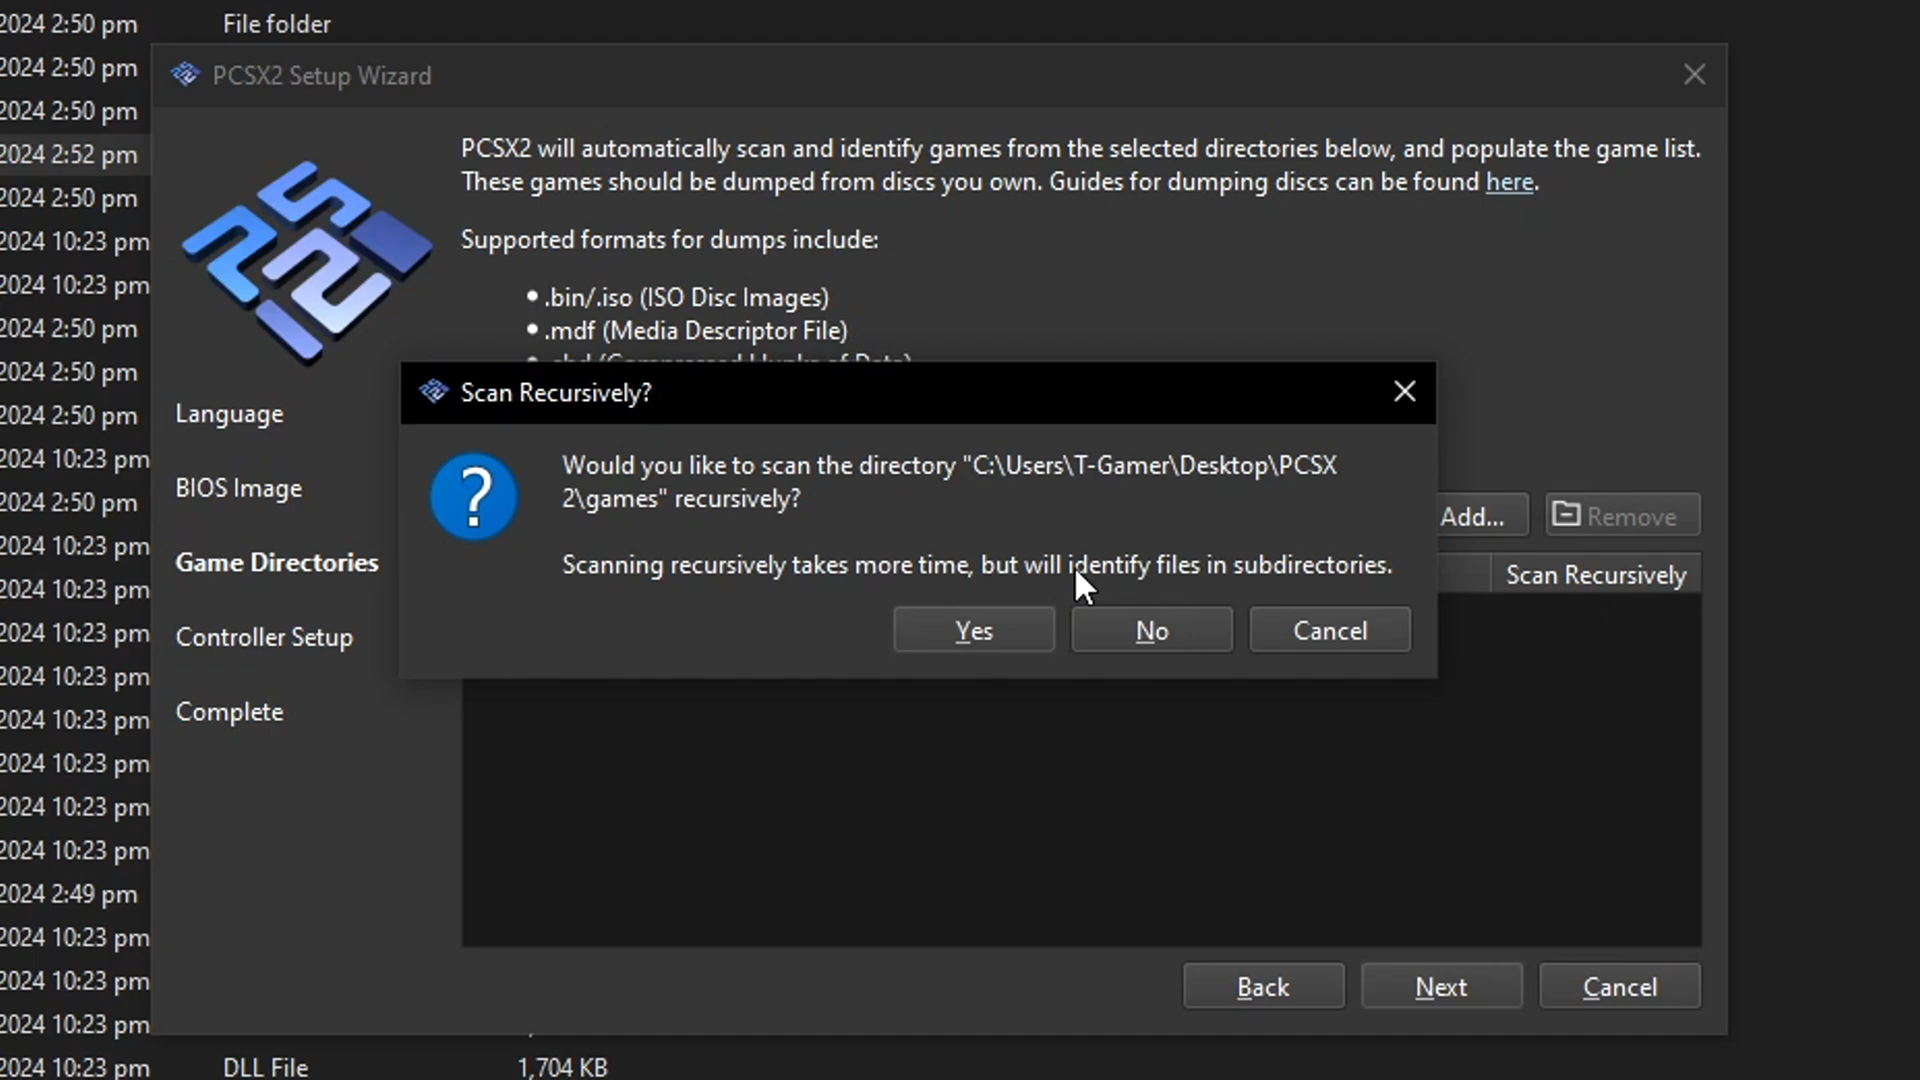 2024 2:50 pm File folder
2024 2:50 pm
2024 2:50 pm
2024 2:52 pm
2024 2:50 pm
2024 10:23 pm
2024 10:23 pm
2024 2:50 pm
2024 2:50 pm
2024 2:50 pm
2024 10:23 pm
2024 2:50 pm
2024 10:23 pm
2024 10:23 pm
2024 10:23 pm
2024 10:23 pm
2024 10:23 pm
2024 10:23 pm
2024 10:23 pm
2024 10:23 pm
2024 2:49 pm
2024 10:23 pm
2024 10:23 pm
2024 10:23 pm
2024 10:23 pm DLL File 1,704 KB
PCSX2 Setup Wizard
PCSX2 will automatically scan and identify games from the selected directories below, and populate the game list.
These games should be dumped from discs you own. Guides for dumping discs can be found here.
Supported formats for dumps include:
• .bin/.iso (ISO Disc Images)
• .mdf (Media Descriptor File)
• .chd (Compressed Hunks of Data)
Language
BIOS Image
Game Directories
Controller Setup
Complete
Add...
Remove
Scan Recursively
Scan Recursively?
Would you like to scan the directory "C:\Users\T-Gamer\Desktop\PCSX
2\games" recursively?
Scanning recursively takes more time, but will identify files in subdirectories.
Yes
No
Cancel
Back
Next
Cancel